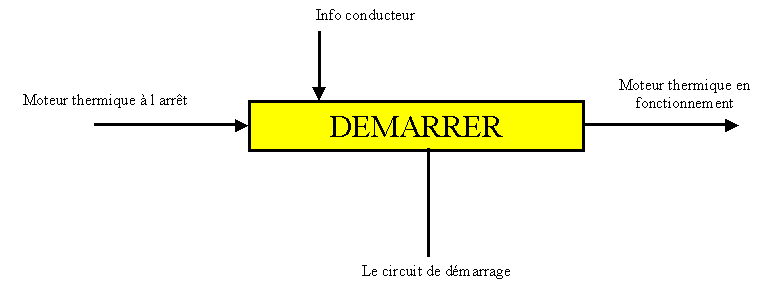 Info conducteur
Moteur thermique à l arrêt
Moteur thermique en
fonctionnement
DEMARRER
Le circuit de démarrage